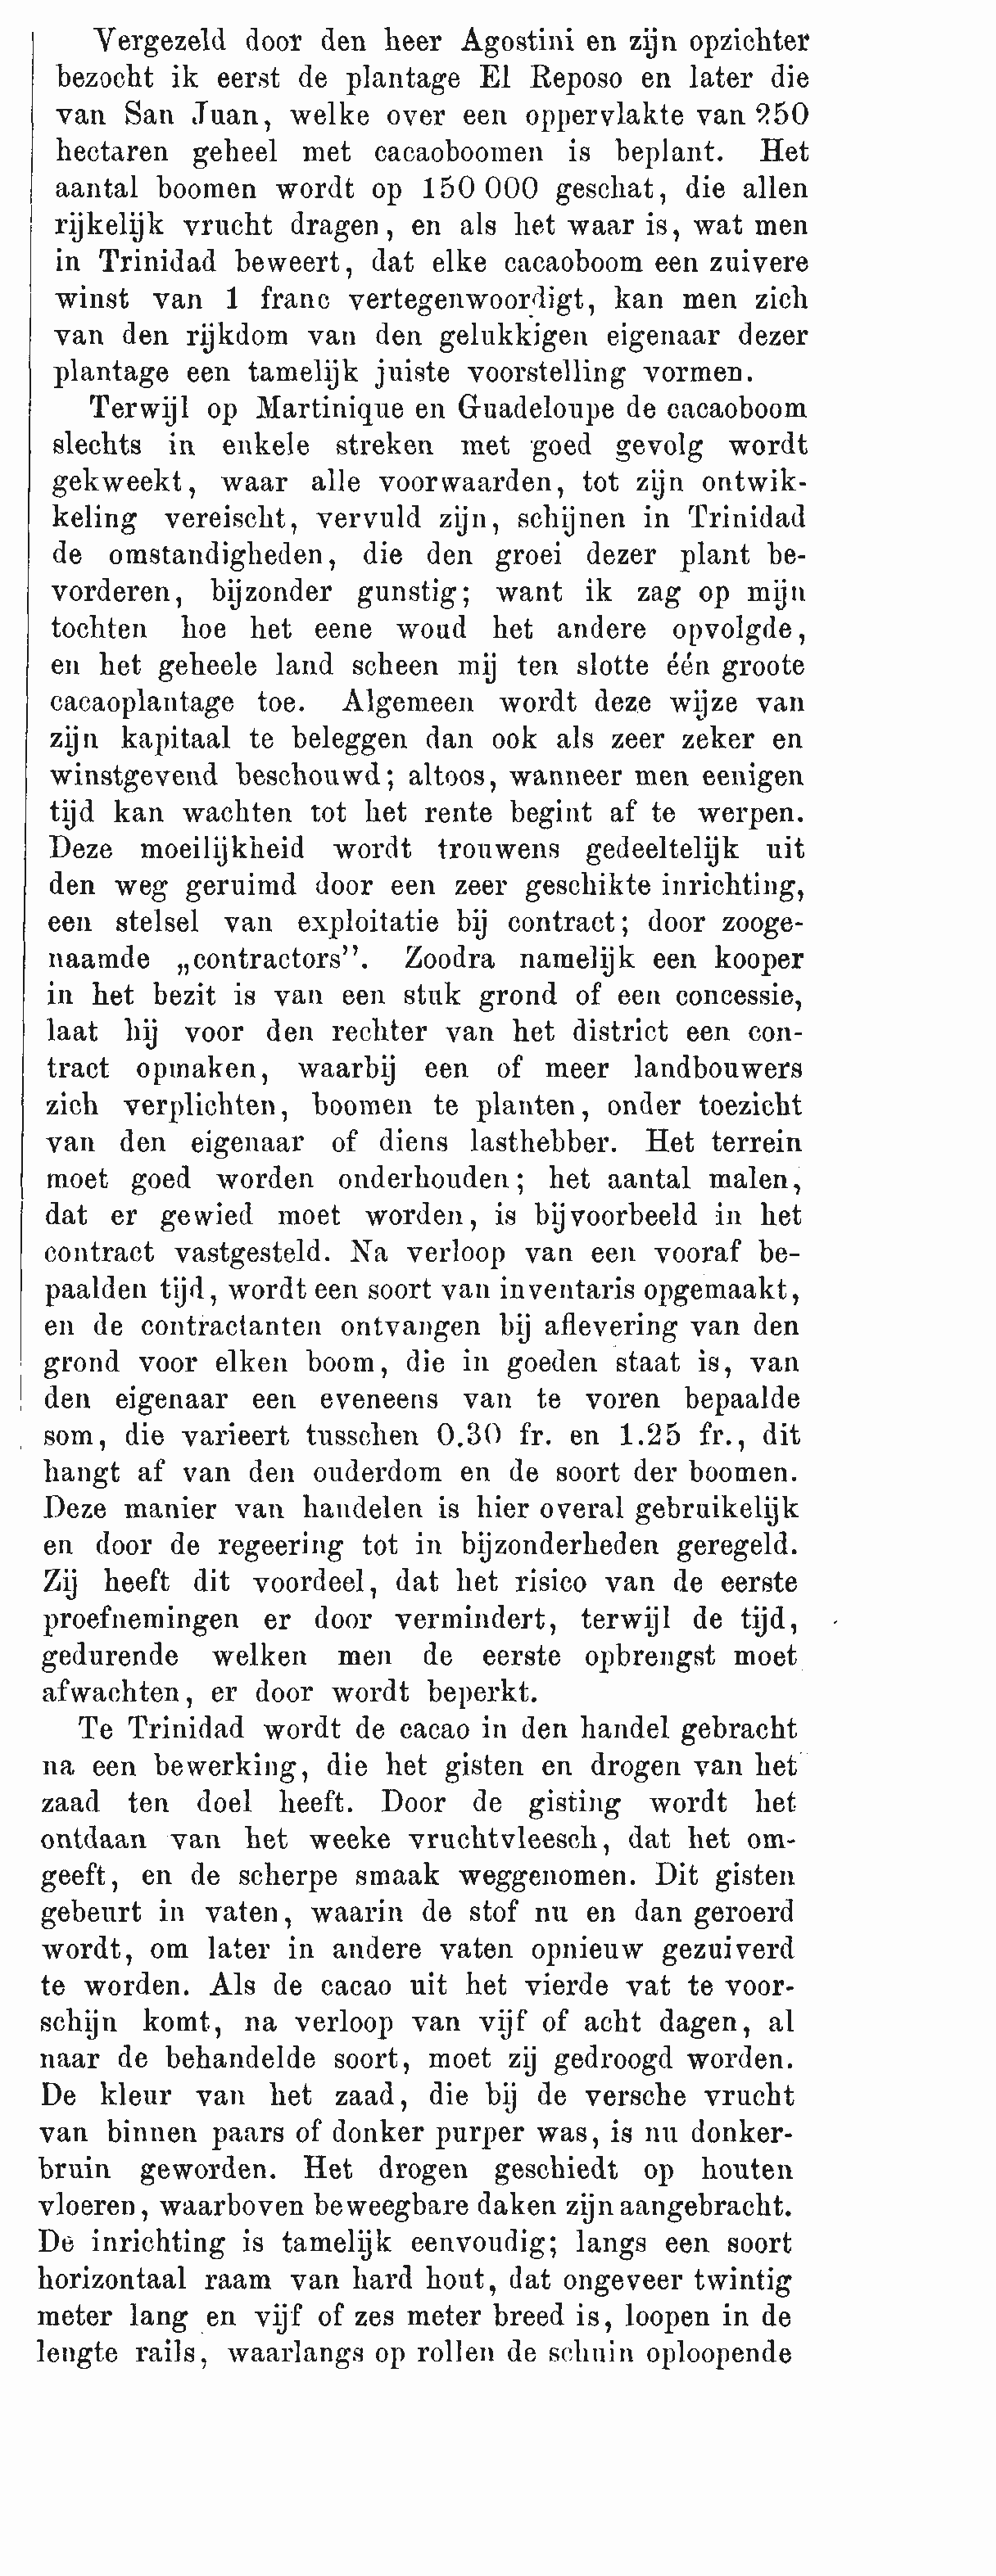 Vergezeld door den heer Agostini en zijn opzichter
bezocht ik eerst de plantage El Reposo en later die
van San Juan, welke over een oppervlakte van 250
hectaren geheel met cacaoboomen is beplant. Het
aantal boomen wordt op 150 000 geschat, die allen
rijkelijk vrucht dragen, en als het waar is, wat men
in Trinidad beweert, dat elke cacaoboom een zuivere
winst van 1 franc vertegenwoordigt, kan men zich
van den rijkdom van den gelukkigen eigenaar dezer
plantage een tamelijk juiste voorstelling vormen.
Terwijl op Martinique en Guadeloupe de cacaoboom
slechts in enkele streken met goed gevolg wordt
gekweekt, waar alle voorwaarden, tot zijn ontwik-
keling vereischt, vervuld zijn, schijnen in Trinidad
de omstandigheden, die den groei dezer plant be-
vorderen, bijzonder gunstig; want ik zag op mijn
tochten hoe het eene woud het andere opvolgde,
en het geheele land scheen mij ten slotte één groote
cacaoplantage toe. Algemeen wordt deze wijze van
zijn kapitaal te beleggen dan ook als zeer zeker en
winstgevend beschouwd; altoos, wanneer men eenigen
tijd kan wachten tot het rente begint af te werpen.
Deze moeilijkheid wordt trouwens gedeeltelijk uit
den weg geruimd door een zeer geschikte inrichting,
een stelsel van exploitatie bij contract; door zooge-
naamde „contractors”. Zoodra namelijk een kooper
in het bezit is van een stuk grond of een concessie,
laat hij voor den rechter van het district een con-
tract opmaken, waarbij een of meer landbouwers
zich verplichten, boomen te planten, onder toezicht
van den eigenaar of diens lasthebber. Het terrein
moet goed worden onderhouden; het aantal malen,
dat er gewied moet worden, is bijvoorbeeld in het
contract vastgesteld. Na verloop van een vooraf be-
paalden tijd, wordt een soort van inventaris opgemaakt,
en de contractanten ontvangen bij aflevering van den
grond voor elken boom, die in goeden staat is, van
den eigenaar een eveneens van te voren bepaalde
som, die varieert tusschen 0.30 fr. en 1.25 fr., dit
hangt af van den ouderdom en de soort der boomen.
Deze manier van handelen is hier overal gebruikelijk
en door de regeering tot in bijzonderheden geregeld.
Zij heeft dit voordeel, dat het risico van de eerste
proefnemingen er door vermindert, terwijl de tijd,
gedurende welken men de eerste opbrengst moet
afwachten, er door wordt beperkt.
Te Trinidad wordt de cacao in den handel gebracht
na een bewerking, die het gisten en drogen van het
zaad ten doel heeft. Door de gisting wordt het
ontdaan van het weeke vruchtvleesch, dat het om-
geeft, en de scherpe smaak weggenomen. Dit gisten
gebeurt in vaten, waarin de stof nu en dan geroerd
wordt, om later in andere vaten opnieuw gezuiverd
te worden. Als de cacao uit het vierde vat te voor-
schijn komt, na verloop van vijf of acht dagen, al
naar de behandelde soort, moet zij gedroogd worden.
De kleur van het zaad, die bij de versche vrucht
van binnen paars of donker purper was, is nu donker-
bruin geworden. Het drogen geschiedt op houten
vloeren, waarboven beweegbare daken zijn aangebracht.
De inrichting is tamelijk eenvoudig; langs een soort
horizontaal raam van hard hout, dat ongeveer twintig
meter lang en vijf of zes meter breed is, loopen in de
lengte rails, waarlangs op rollen de schuin oploopende